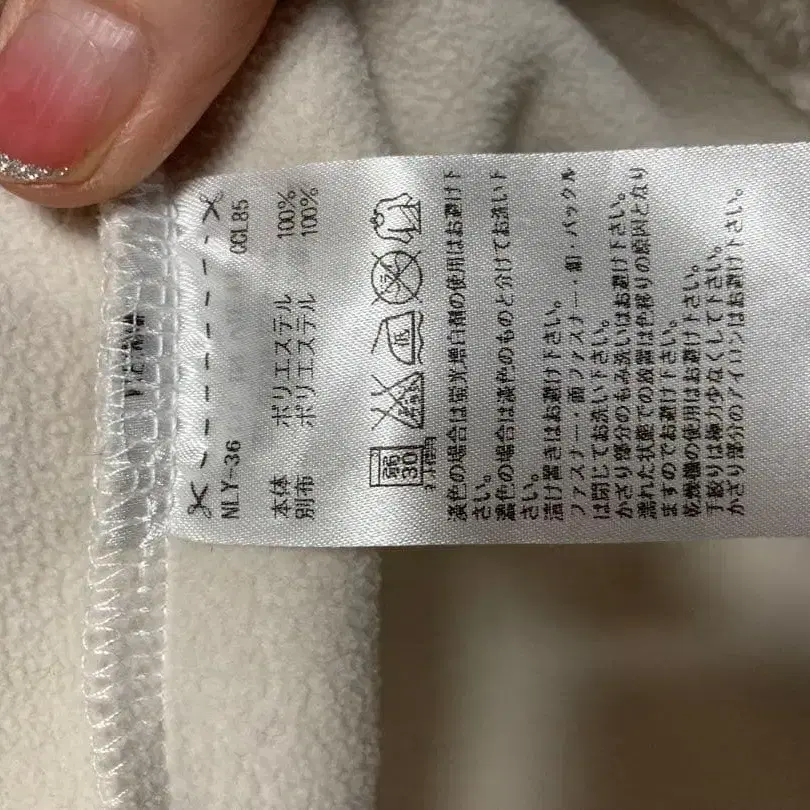 NLY-36 QCL85
本体 ポリエステル 100%
別布 ポリエステル 100%
弱
30
淡色の場合は蛍光増白剤の使用はお避け下
さい。
濃色の場合は淡色のものと分けてお洗い下
さい。
漬け置きはお避け下さい。
ファスナー・面ファスナー・釦・バックル
は閉じてお洗い下さい。
かざり部分のもみ洗いはお避け下さい。
濡れた状態での放置は色移りの原因となり
ますのでお避け下さい。
乾燥機の使用はお避け下さい。
手絞りは極力少なくして下さい。
かざり部分のアイロンはお避け下さい。